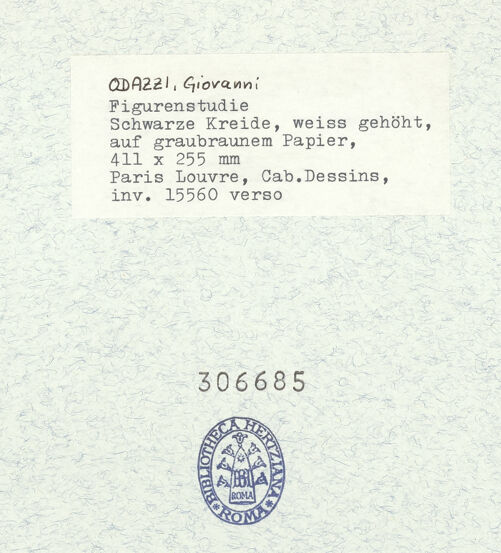 ODAZZI, Giovanni
Figurenstudie
Schwarze Kreide, weiss gehöht,
auf graubraunem Papier,
411 x 255 mm
Paris Louvre, Cab.Dessins,
inv. 15560 verso
306685
BIBLIOTHECA HERTZIANA
ROMA
ROMA